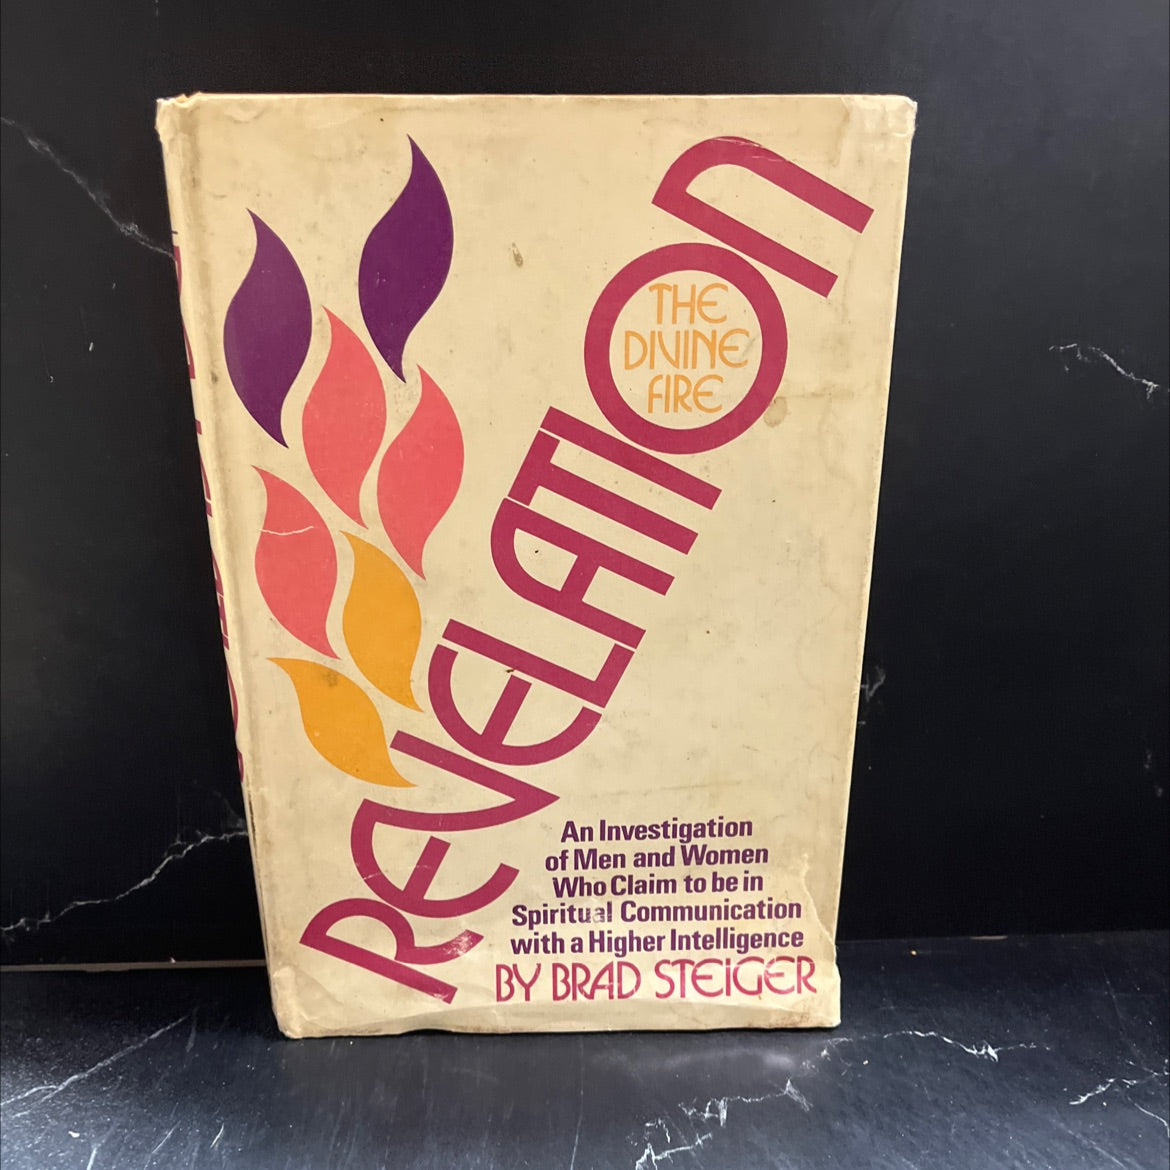 REVELATION
THE
DIVINE
FIRE
An Investigation
of Men and Women
Who Claim to be in
Spiritual Communication
with a Higher Intelligence
BY BRAD STEIGER